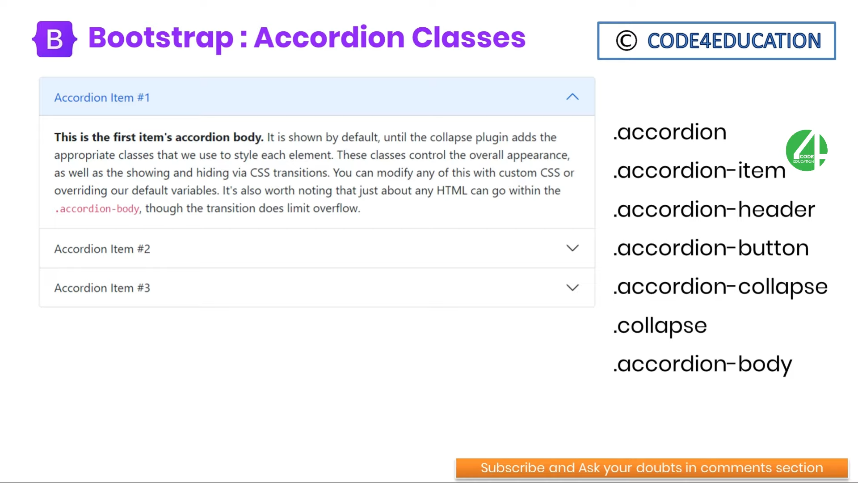 B Bootstrap : Accordion Classes
© CODE4EDUCATION
Accordion Item #1
This is the first item's accordion body. It is shown by default, until the collapse plugin adds the
appropriate classes that we use to style each element. These classes control the overall appearance,
as well as the showing and hiding via CSS transitions. You can modify any of this with custom CSS or
overriding our default variables. It's also worth noting that just about any HTML can go within the
.accordion-body, though the transition does limit overflow.
Accordion Item #2
Accordion Item #3
.accordion
.accordion-item
.accordion-header
.accordion-button
.accordion-collapse
.collapse
.accordion-body
4
CODE
EDUCATION
Subscribe and Ask your doubts in comments section